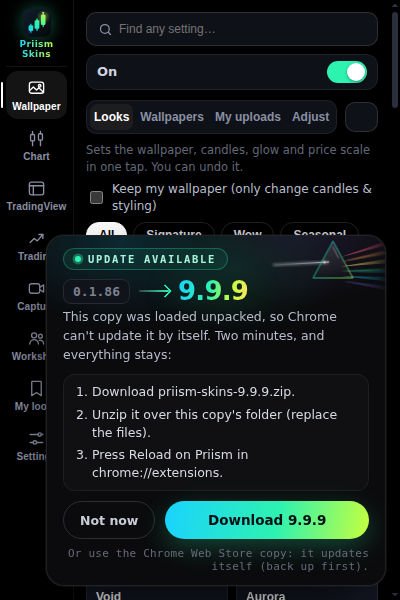 Priism
Skins
Wallpaper
Chart
TradingView
Find any setting…
On
Looks
Wallpapers
My uploads
Adjust
Sets the wallpaper, candles, glow and price scale
in one tap. You can undo it.
Keep my wallpaper (only change candles &
styling)
All
Signature
Wow
Seasonal
UPDATE AVAILABLE
0.1.86
9.9.9
This copy was loaded unpacked, so Chrome
can't update it by itself. Two minutes, and
everything stays:
1. Download priism-skins-9.9.9.zip.
2. Unzip it over this copy's folder (replace
the files).
3. Press Reload on Priism in
chrome://extensions.
Not now
Download 9.9.9
Or use the Chrome Web Store copy: it updates
itself (back up first).
Void
Aurora